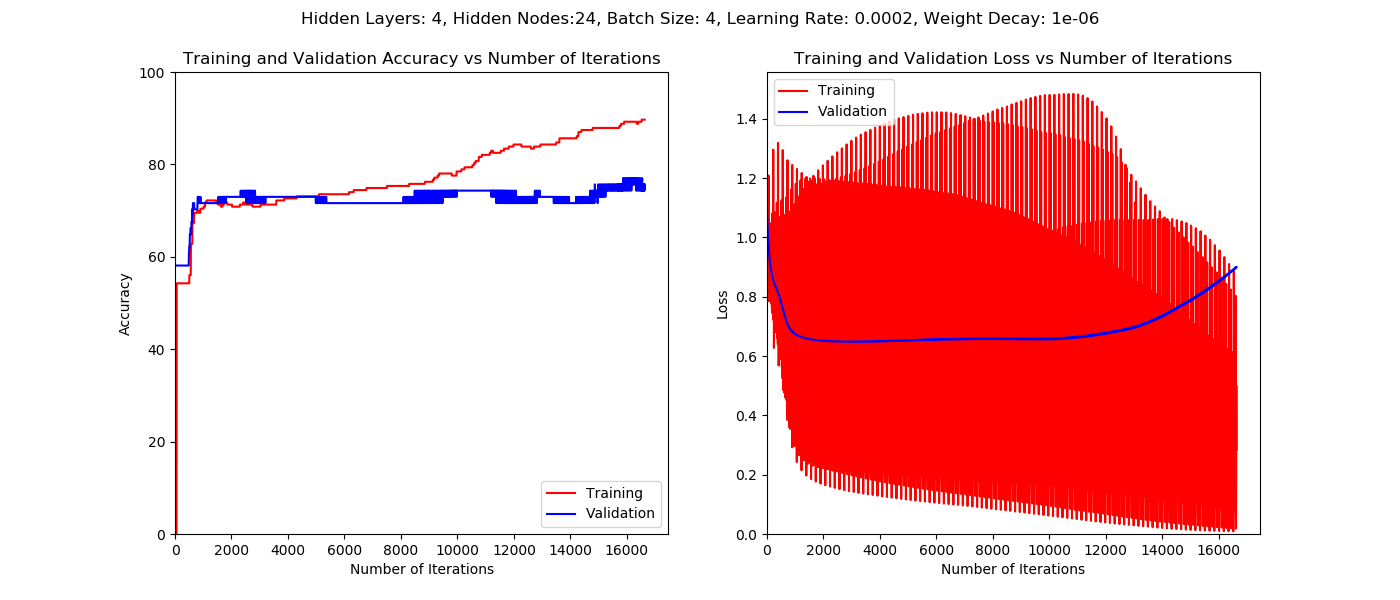 Hidden Layers: 4, Hidden Nodes:24, Batch Size: 4, Learning Rate: 0.0002, Weight Decay: 1e-06
Training and Validation Accuracy vs Number of Iterations
100
80
60
40
20
0
Accuracy
0 2000 4000 6000 8000 10000 12000 14000 16000
Number of Iterations
Training
Validation
Training and Validation Loss vs Number of Iterations
Training
Validation
1.4
1.2
1.0
0.8
0.6
0.4
0.2
0.0
Loss
0 2000 4000 6000 8000 10000 12000 14000 16000
Number of Iterations